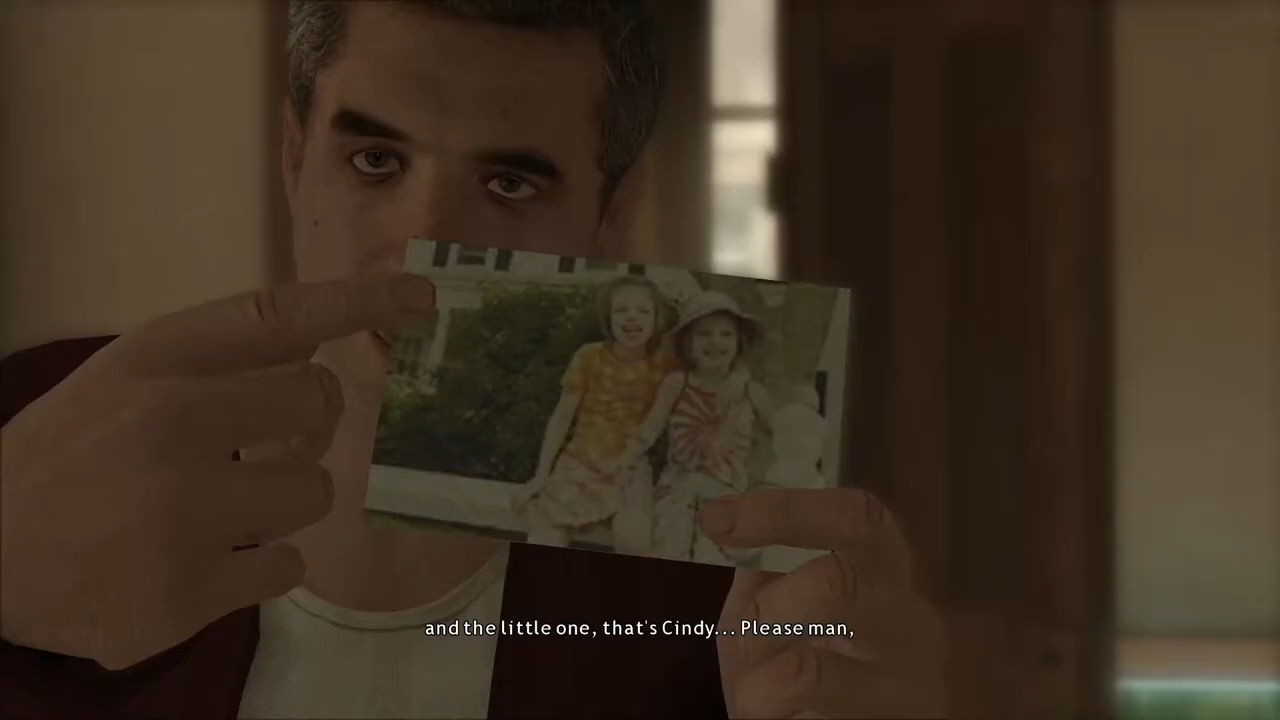 and the little one, that's Cindy... Please man,